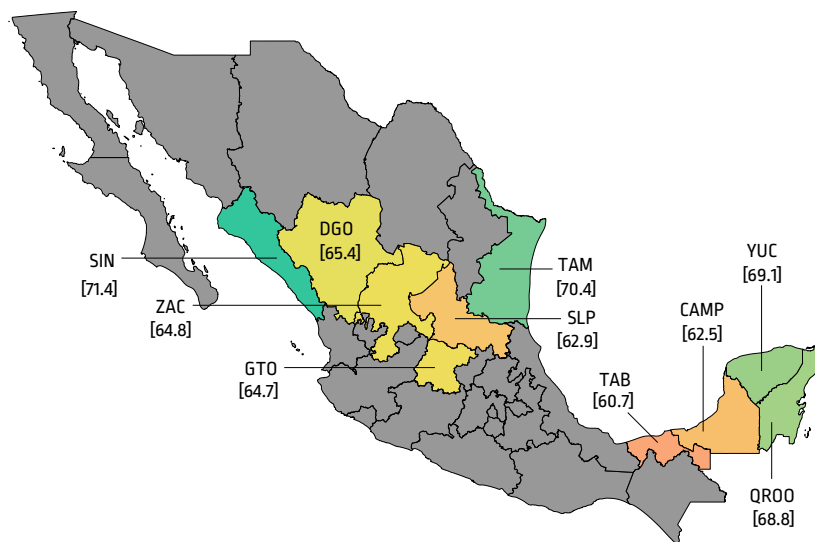 DGO
[65.4]
SIN
[71.4]
TAM
[70.4]
YUC
[69.1]
ZAC
[64.8]
SLP
[62.9]
CAMP
[62.5]
GTO
[64.7]
TAB
[60.7]
QROO
[68.8]